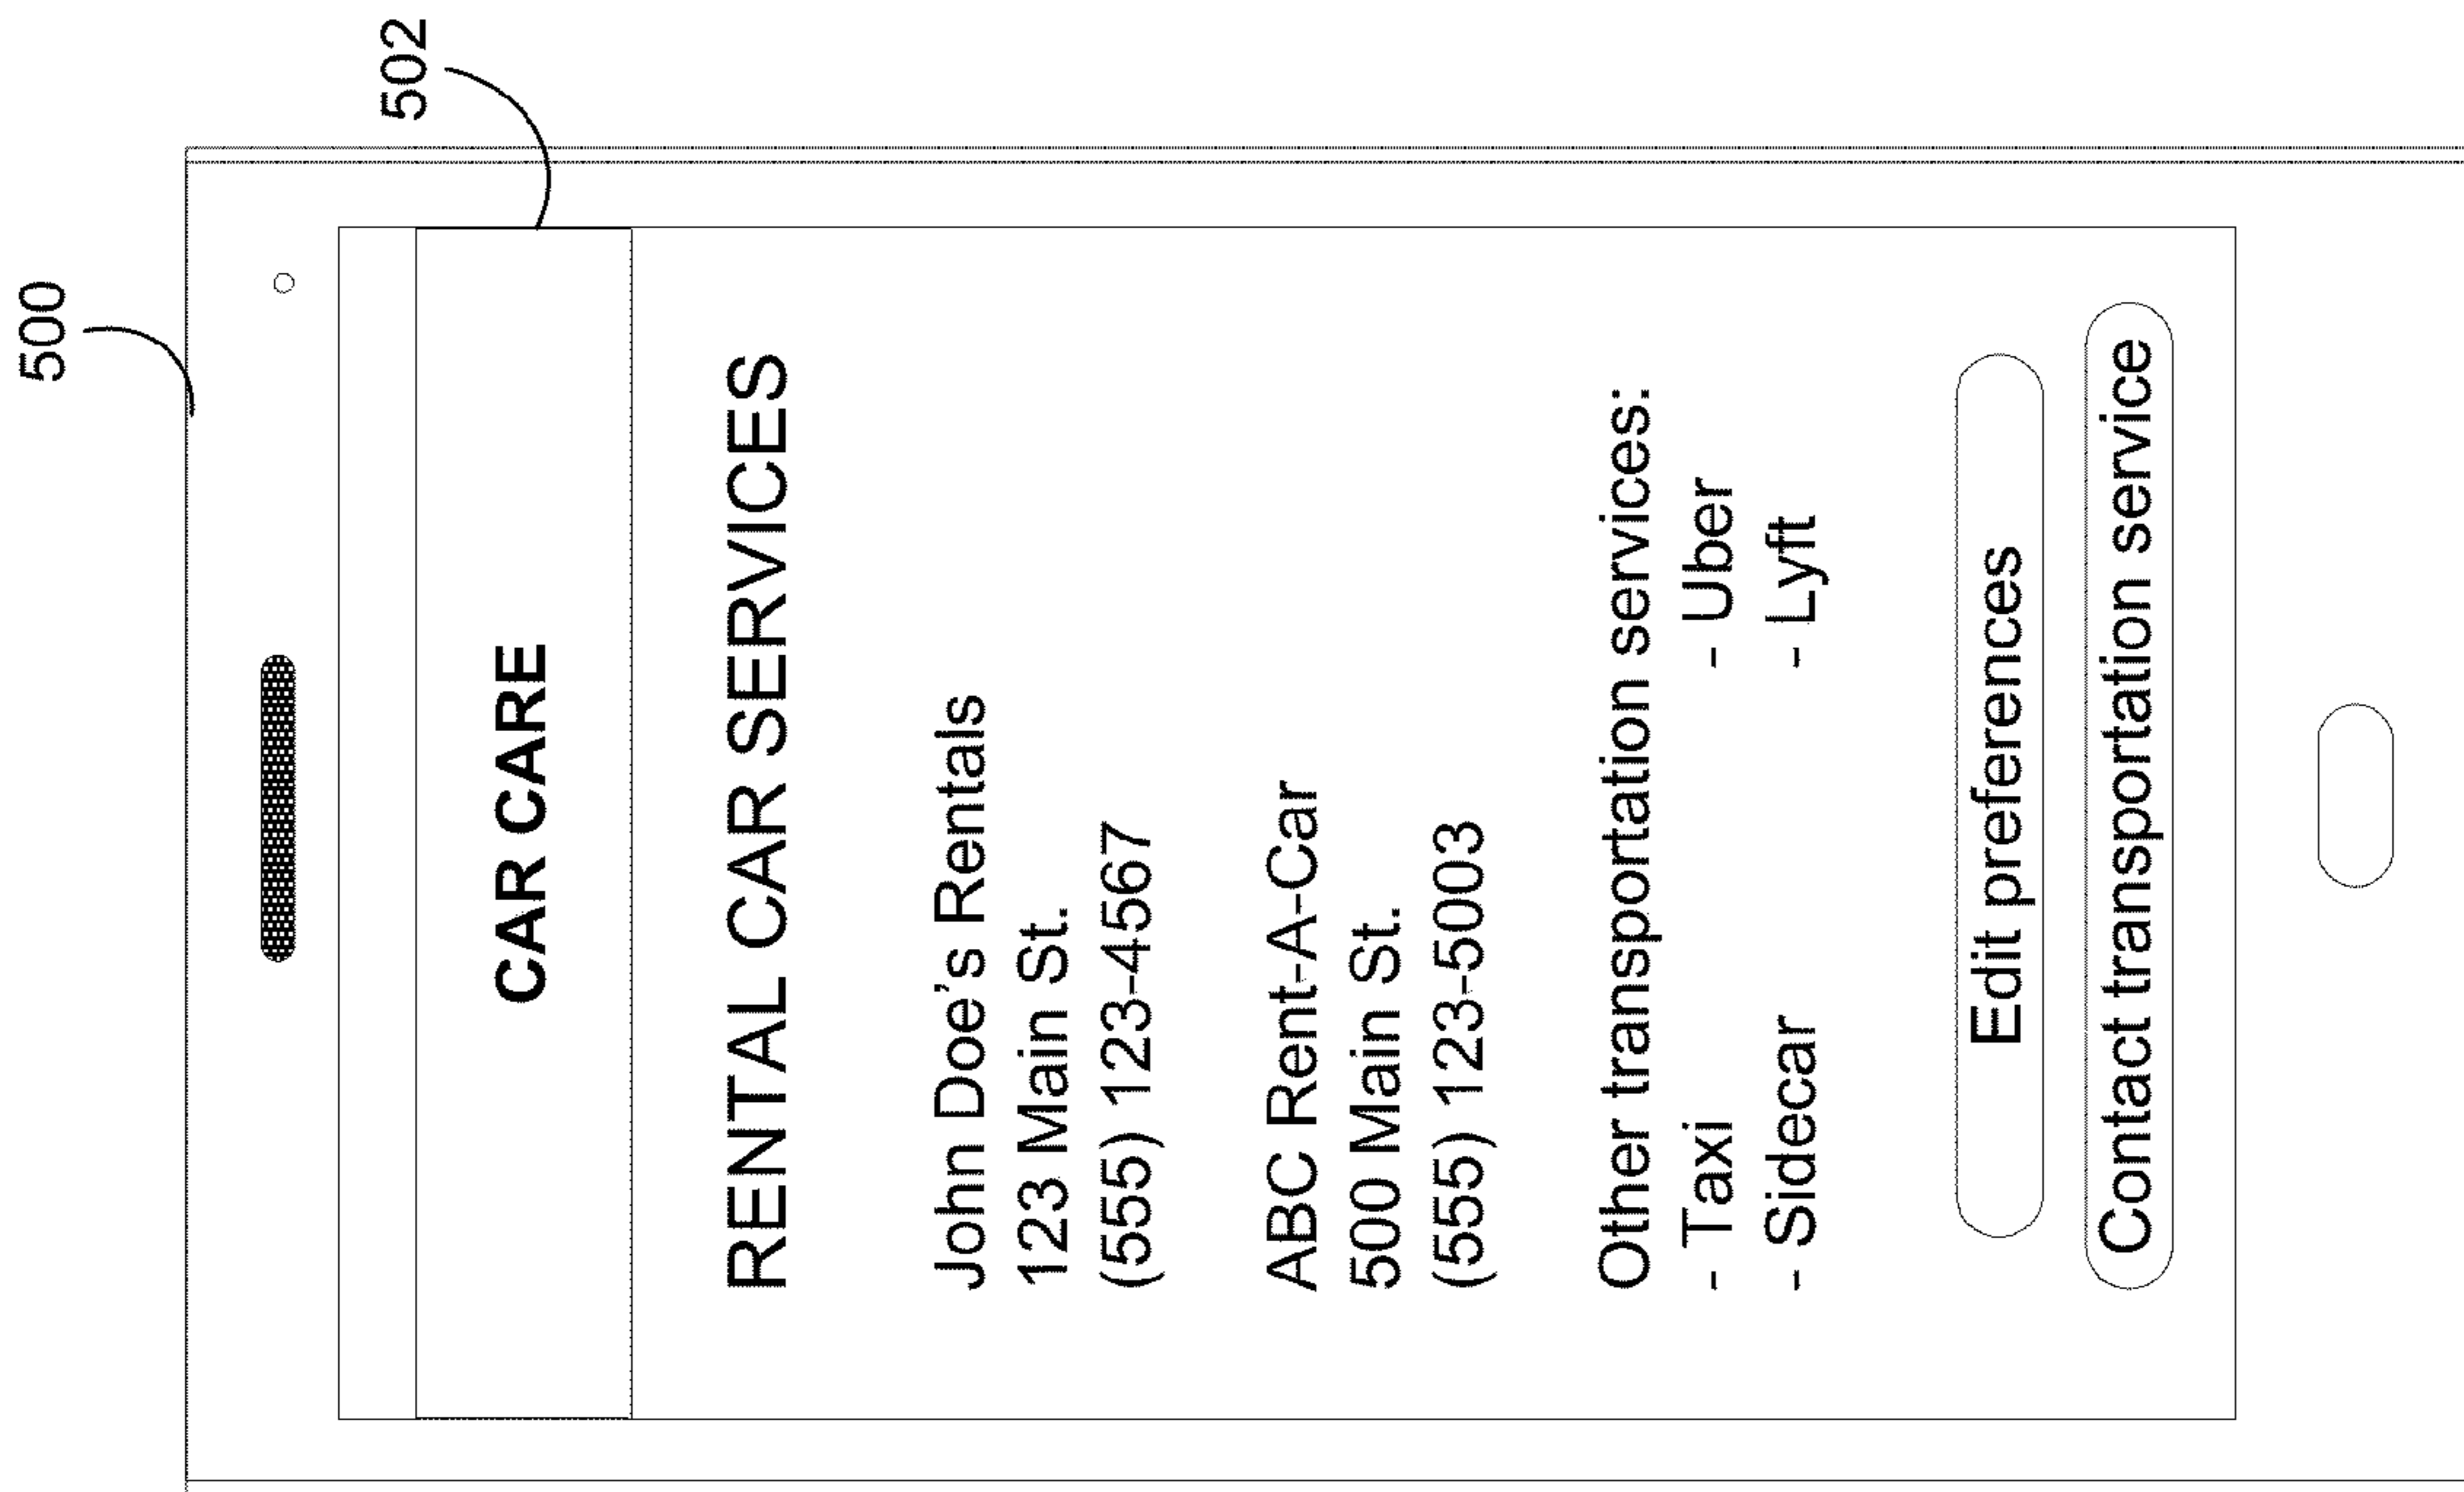 500
502
CAR CARE
RENTAL CAR SERVICES
John Doe's Rentals
123 Main St.
(555) 123-4567
ABC Rent-A-Car
500 Main St.
(555) 123-5003
Other transportation services:
- Taxi - Uber
- Sidecar - Lyft
Edit preferences
Contact transportation service